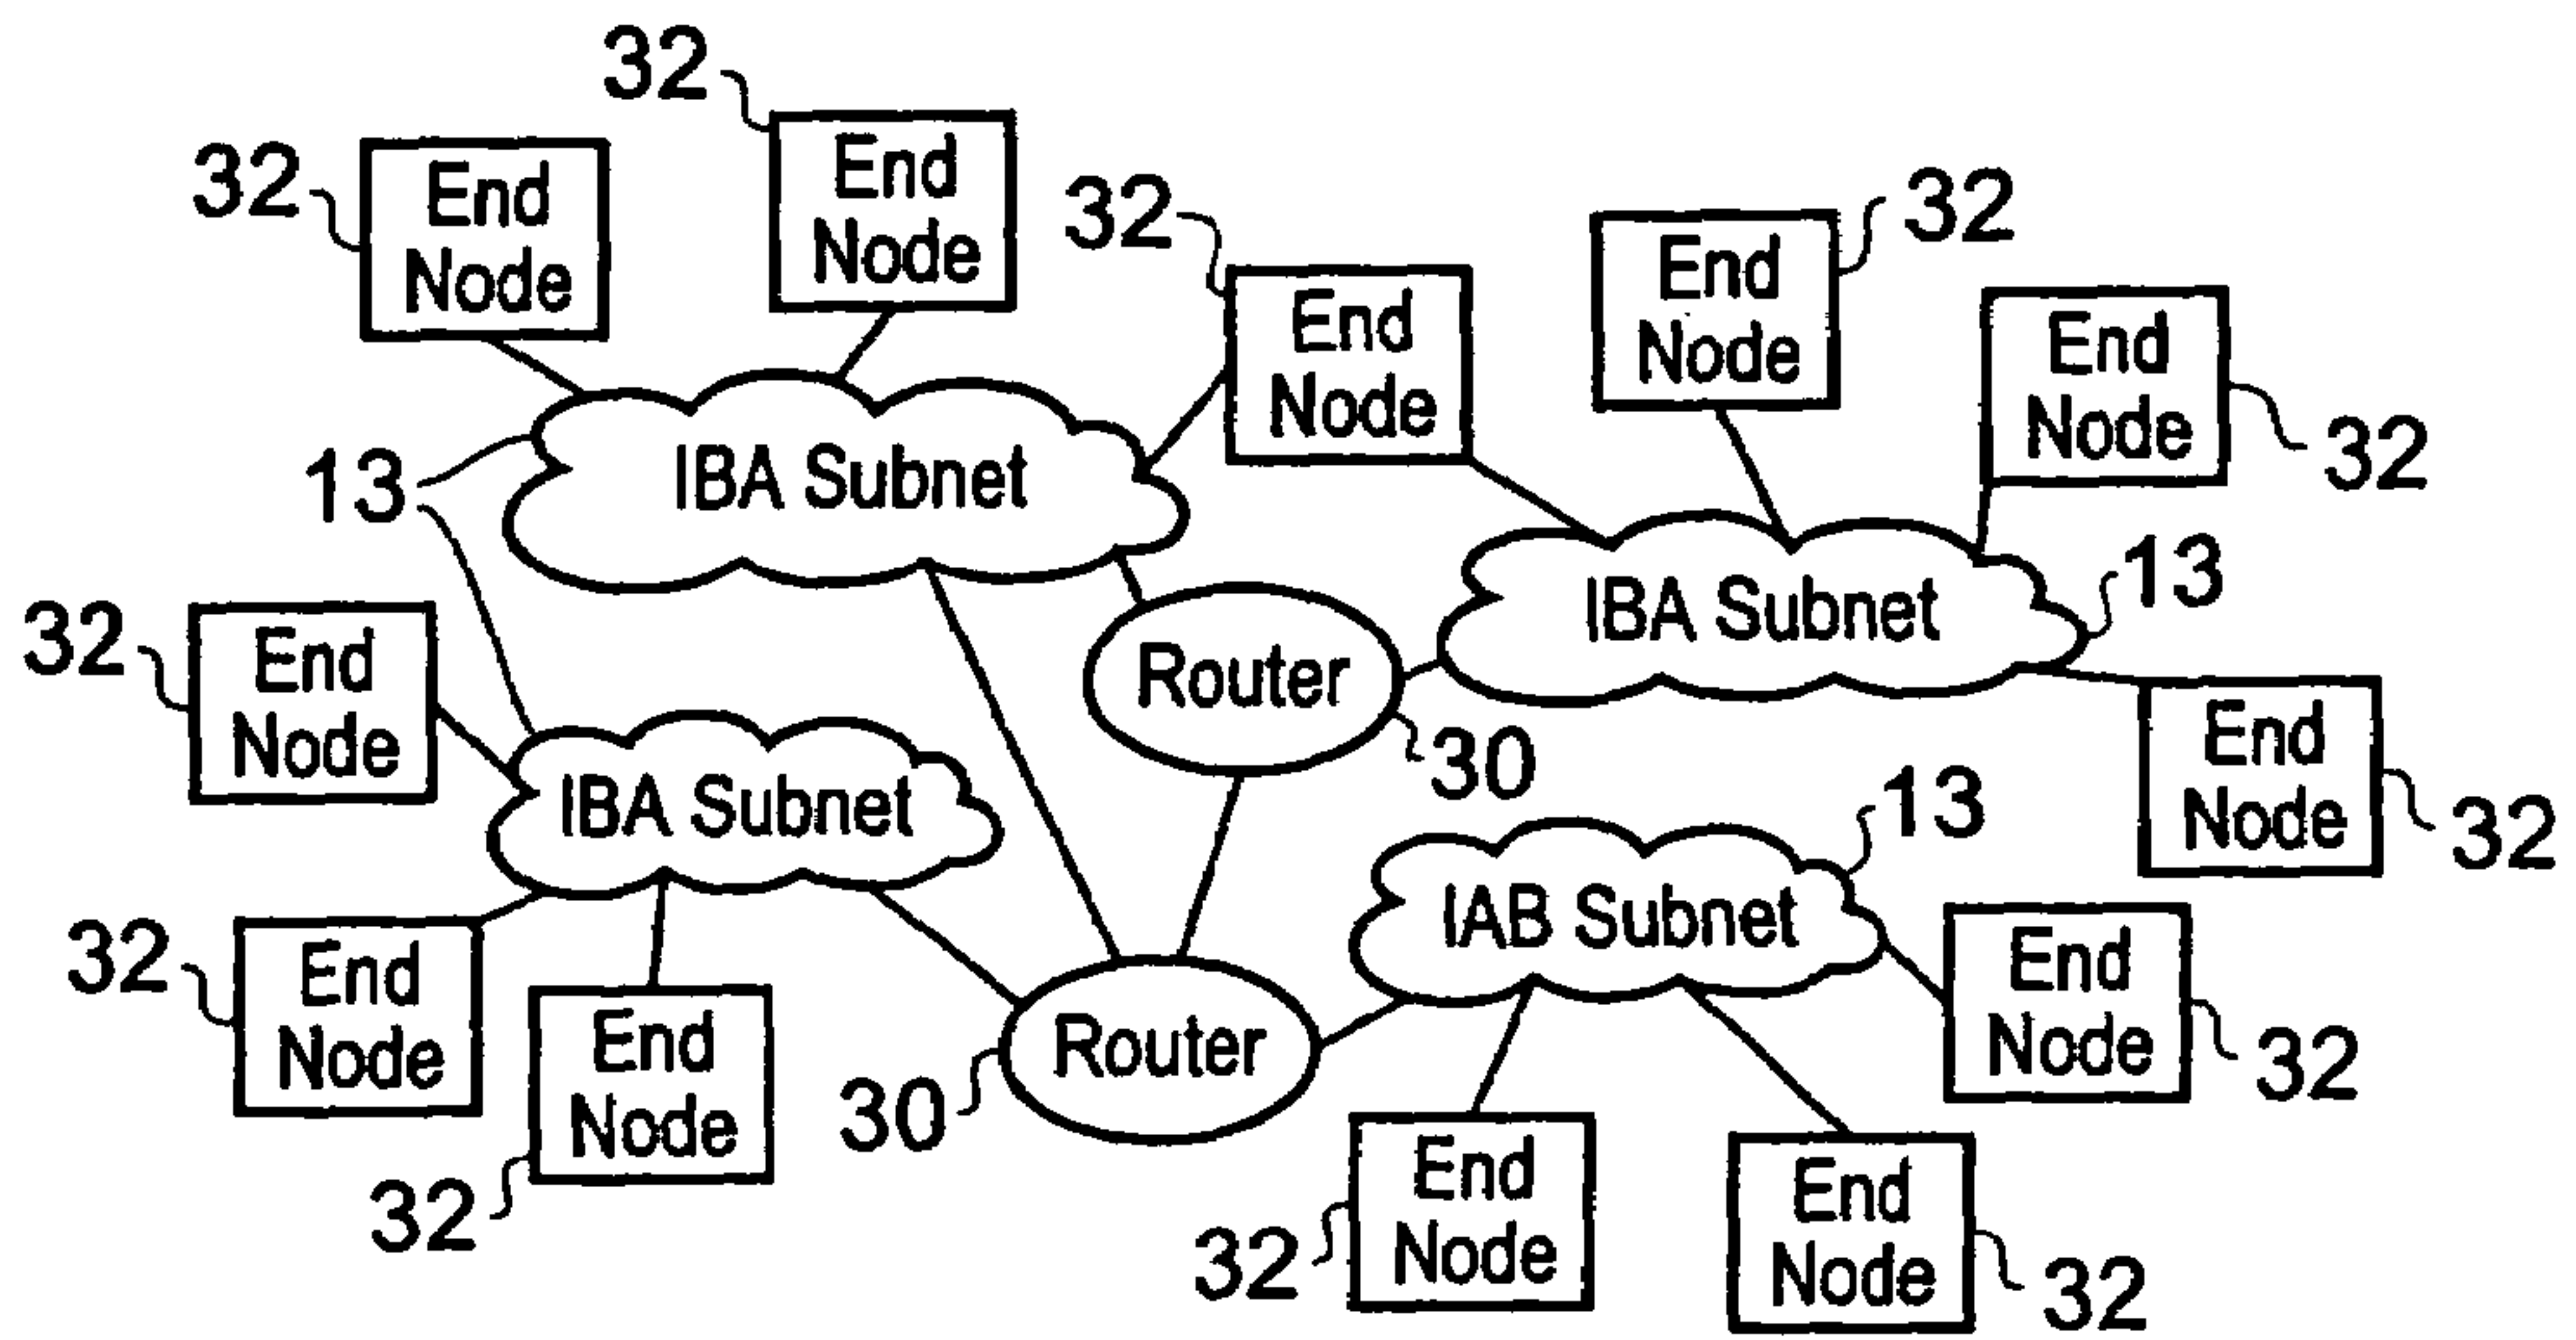 32
32
End
Node
End
Node
32
End
Node
32
End
Node
End
Node
32
13
IBA Subnet
IBA Subnet
13
32
End
Node
Router
30
End
Node
32
IBA Subnet
13
IAB Subnet
32
End
Node
End
Node
32
30
Router
End
Node
32
32
End
Node
End
Node
32